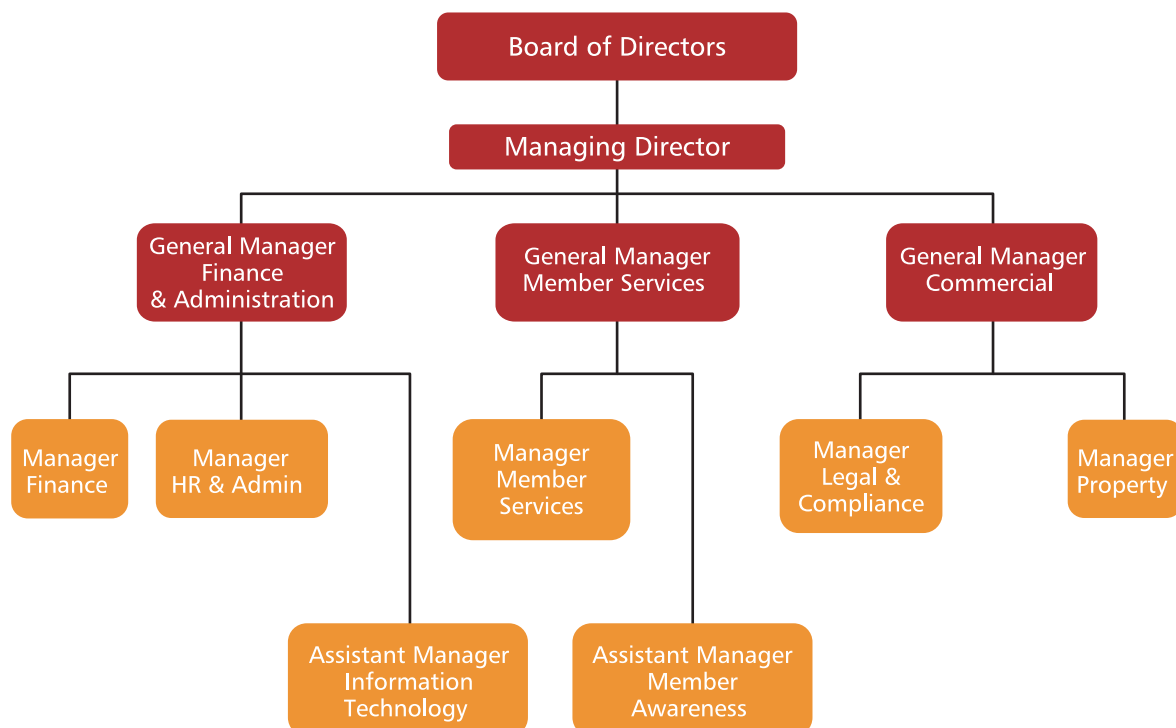 Board of Directors
Managing Director
General Manager
Finance
& Administration
General Manager
Member Services
General Manager
Commercial
Manager
Finance
Manager
HR & Admin
Manager
Member
Services
Manager
Legal &
Compliance
Manager
Property
Assistant Manager
Information
Technology
Assistant Manager
Member
Awareness